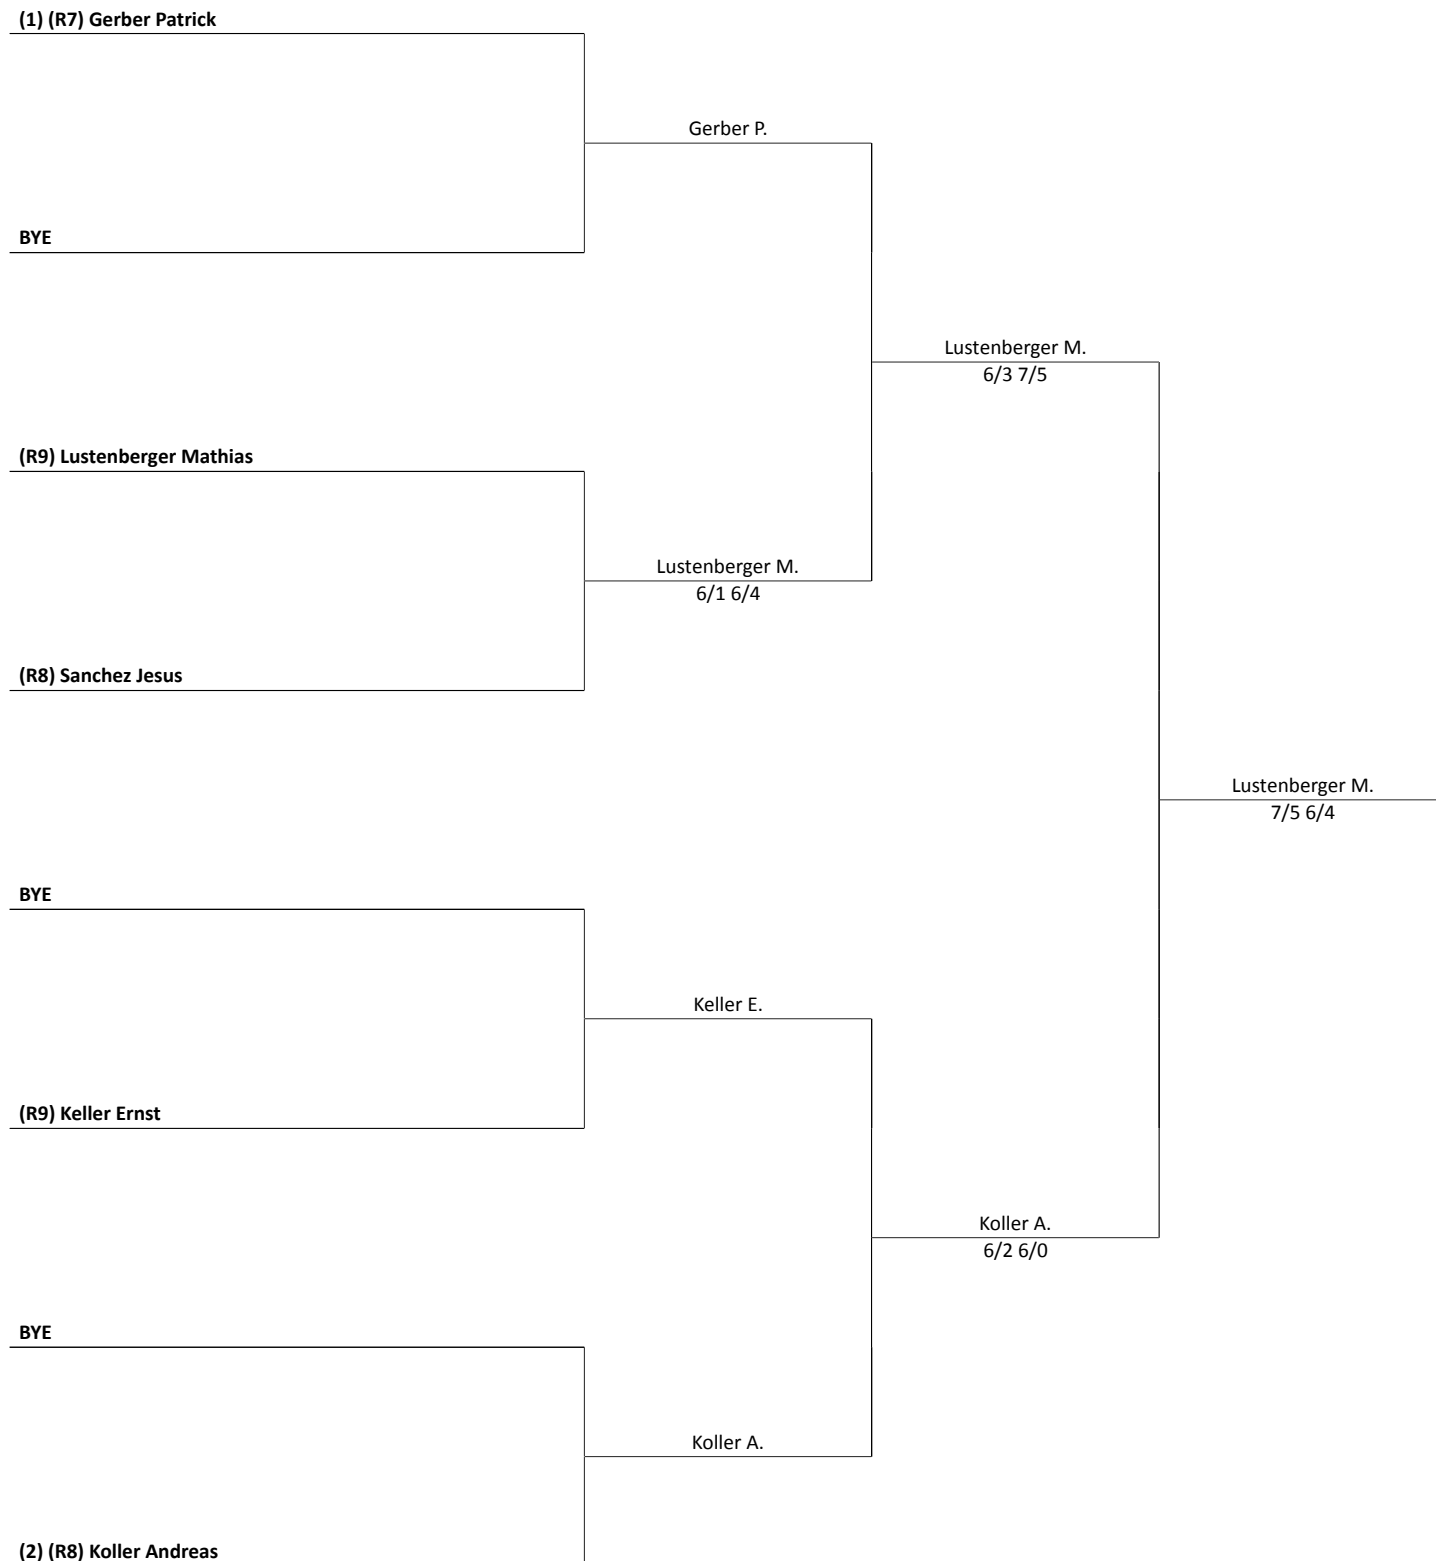 (1) (R7) Gerber Patrick
Gerber P.
BYE
Lustenberger M.
6/3 7/5
(R9) Lustenberger Mathias
Lustenberger M.
6/1 6/4
(R8) Sanchez Jesus
Lustenberger M.
7/5 6/4
BYE
Keller E.
(R9) Keller Ernst
Koller A.
6/2 6/0
BYE
Koller A.
(2) (R8) Koller Andreas